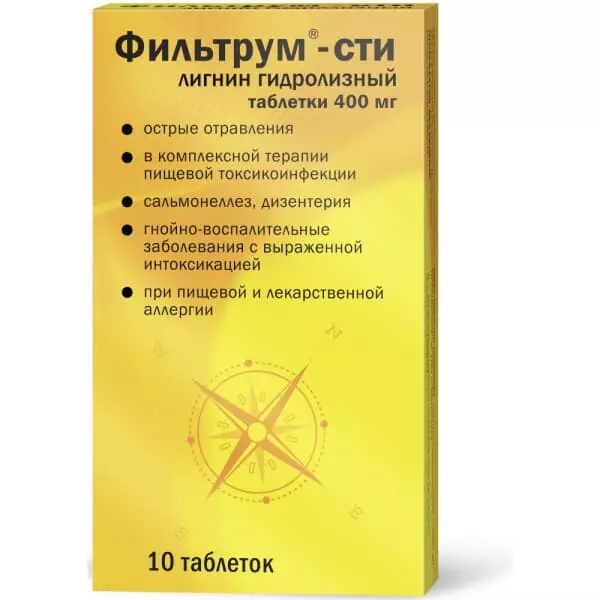 Фильтрум®-сти
лигнин гидролизный
таблетки 400 мг
острые отравления
в комплексной терапии
пищевой токсикоинфекции
сальмонеллез, дизентерия
гнойно-воспалительные
заболевания с выраженной
интоксикацией
при пищевой и лекарственной
аллергии
N
W
E
S
10 таблеток